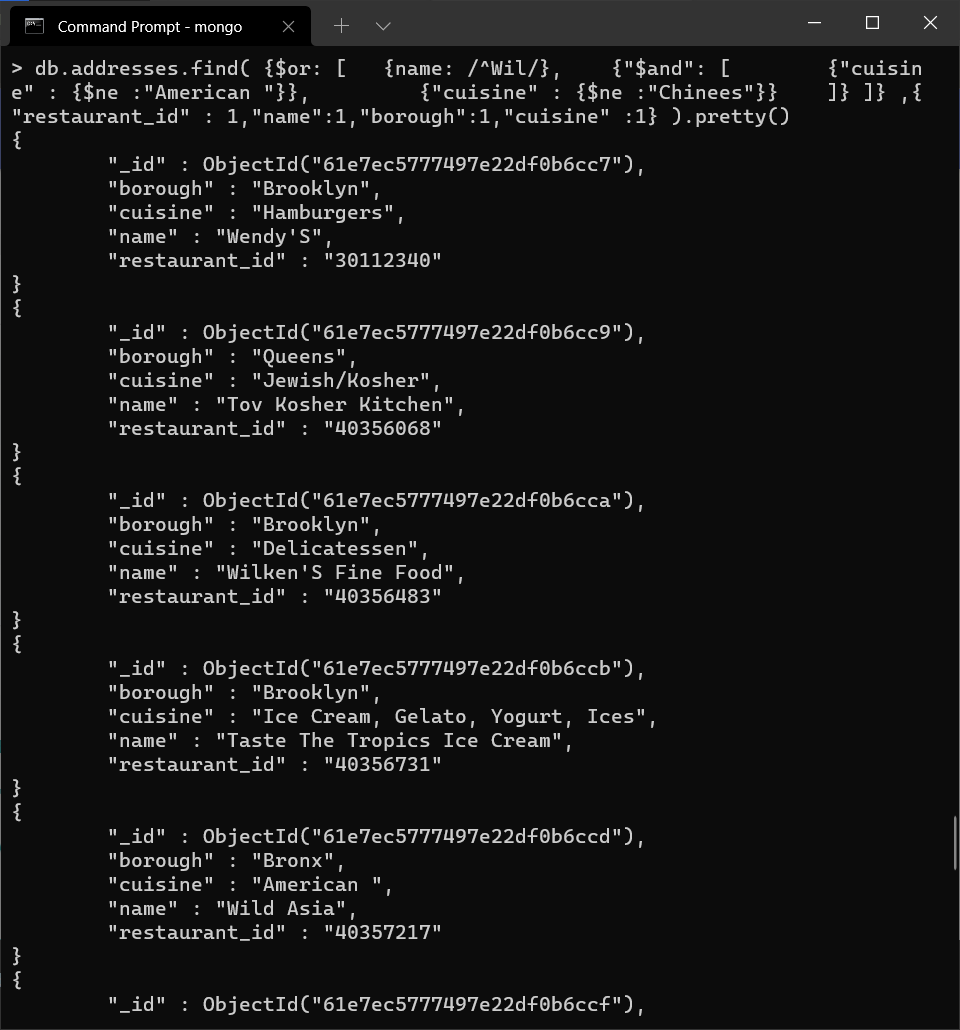 Command Prompt - mongo
> db.addresses.find( {$or: [   {name: /^Wil/},    {"$and": [        {"cuisin
e" : {$ne :"American "}},         {"cuisine" : {$ne :"Chinees"}}    ]} ]} ,{
"restaurant_id" : 1,"name":1,"borough":1,"cuisine" :1} ).pretty()
{
        "_id" : ObjectId("61e7ec5777497e22df0b6cc7"),
        "borough" : "Brooklyn",
        "cuisine" : "Hamburgers",
        "name" : "Wendy'S",
        "restaurant_id" : "30112340"
}
{
        "_id" : ObjectId("61e7ec5777497e22df0b6cc9"),
        "borough" : "Queens",
        "cuisine" : "Jewish/Kosher",
        "name" : "Tov Kosher Kitchen",
        "restaurant_id" : "40356068"
}
{
        "_id" : ObjectId("61e7ec5777497e22df0b6cca"),
        "borough" : "Brooklyn",
        "cuisine" : "Delicatessen",
        "name" : "Wilken'S Fine Food",
        "restaurant_id" : "40356483"
}
{
        "_id" : ObjectId("61e7ec5777497e22df0b6ccb"),
        "borough" : "Brooklyn",
        "cuisine" : "Ice Cream, Gelato, Yogurt, Ices",
        "name" : "Taste The Tropics Ice Cream",
        "restaurant_id" : "40356731"
}
{
        "_id" : ObjectId("61e7ec5777497e22df0b6ccd"),
        "borough" : "Bronx",
        "cuisine" : "American ",
        "name" : "Wild Asia",
        "restaurant_id" : "40357217"
}
{
        "_id" : ObjectId("61e7ec5777497e22df0b6ccf"),